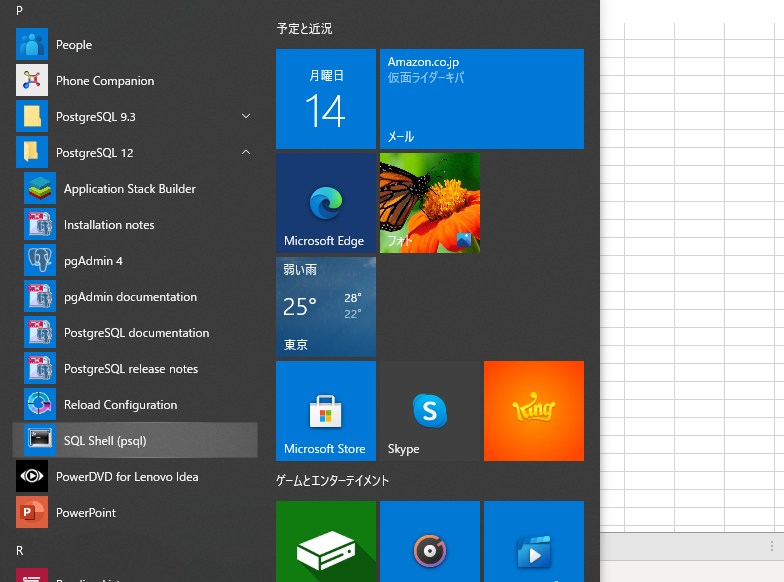 P
People
Phone Companion
PostgreSQL 9.3
PostgreSQL 12
Application Stack Builder
Installation notes
pgAdmin 4
pgAdmin documentation
PostgreSQL documentation
PostgreSQL release notes
Reload Configuration
SQL Shell (psql)
PowerDVD for Lenovo Idea
PowerPoint
R
予定と近況
月曜日
14
Amazon.co.jp
仮面ライダーキバ
メール
Microsoft Edge
フォト
弱い雨
25°
28°
22°
東京
Microsoft Store
Skype
King
ゲームとエンターテイメント